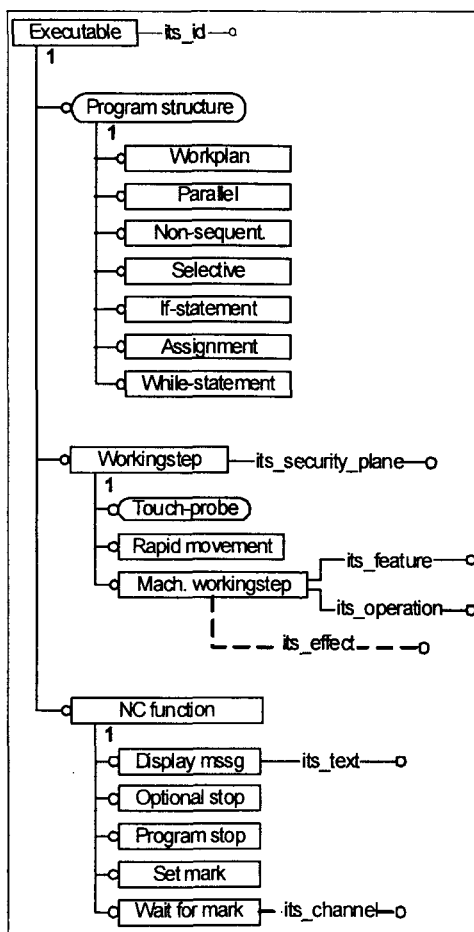 Executable its_id
1
Program structure
1
Workplan
Parallel
Non-sequent.
Selective
If-statement
Assignment
While-statement
Workingstep its_security_plane
1
Touch-probe
Rapid movement
its_feature
Mach. workingstep
its_operation
its_effect
NC function
1
Display mssg its_text
Optional stop
Program stop
Set mark
Wait for mark its_channel